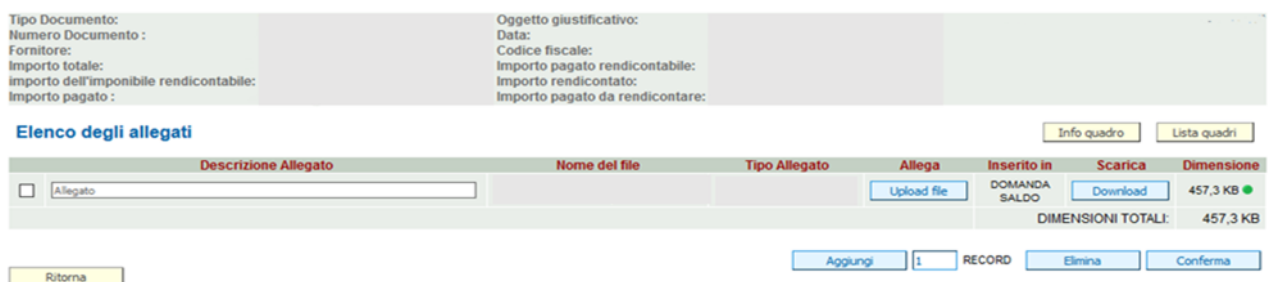 Tipo Documento: Oggetto giustificativo:
Numero Documento : Data:
Fornitore: Codice fiscale:
Importo totale: Importo pagato rendicontabile:
importo dell'imponibile rendicontabile: Importo rendicontato:
Importo pagato : Importo pagato da rendicontare:
Elenco degli allegati Info quadro Lista quadri
Descrizione Allegato Nome del file Tipo Allegato Allega Inserito in Scarica Dimensione
Allegato Upload file DOMANDA SALDO Download 457,3 KB
DIMENSIONI TOTALI: 457,3 KB
Aggiungi 1 RECORD Elimina Conferma
Ritorna